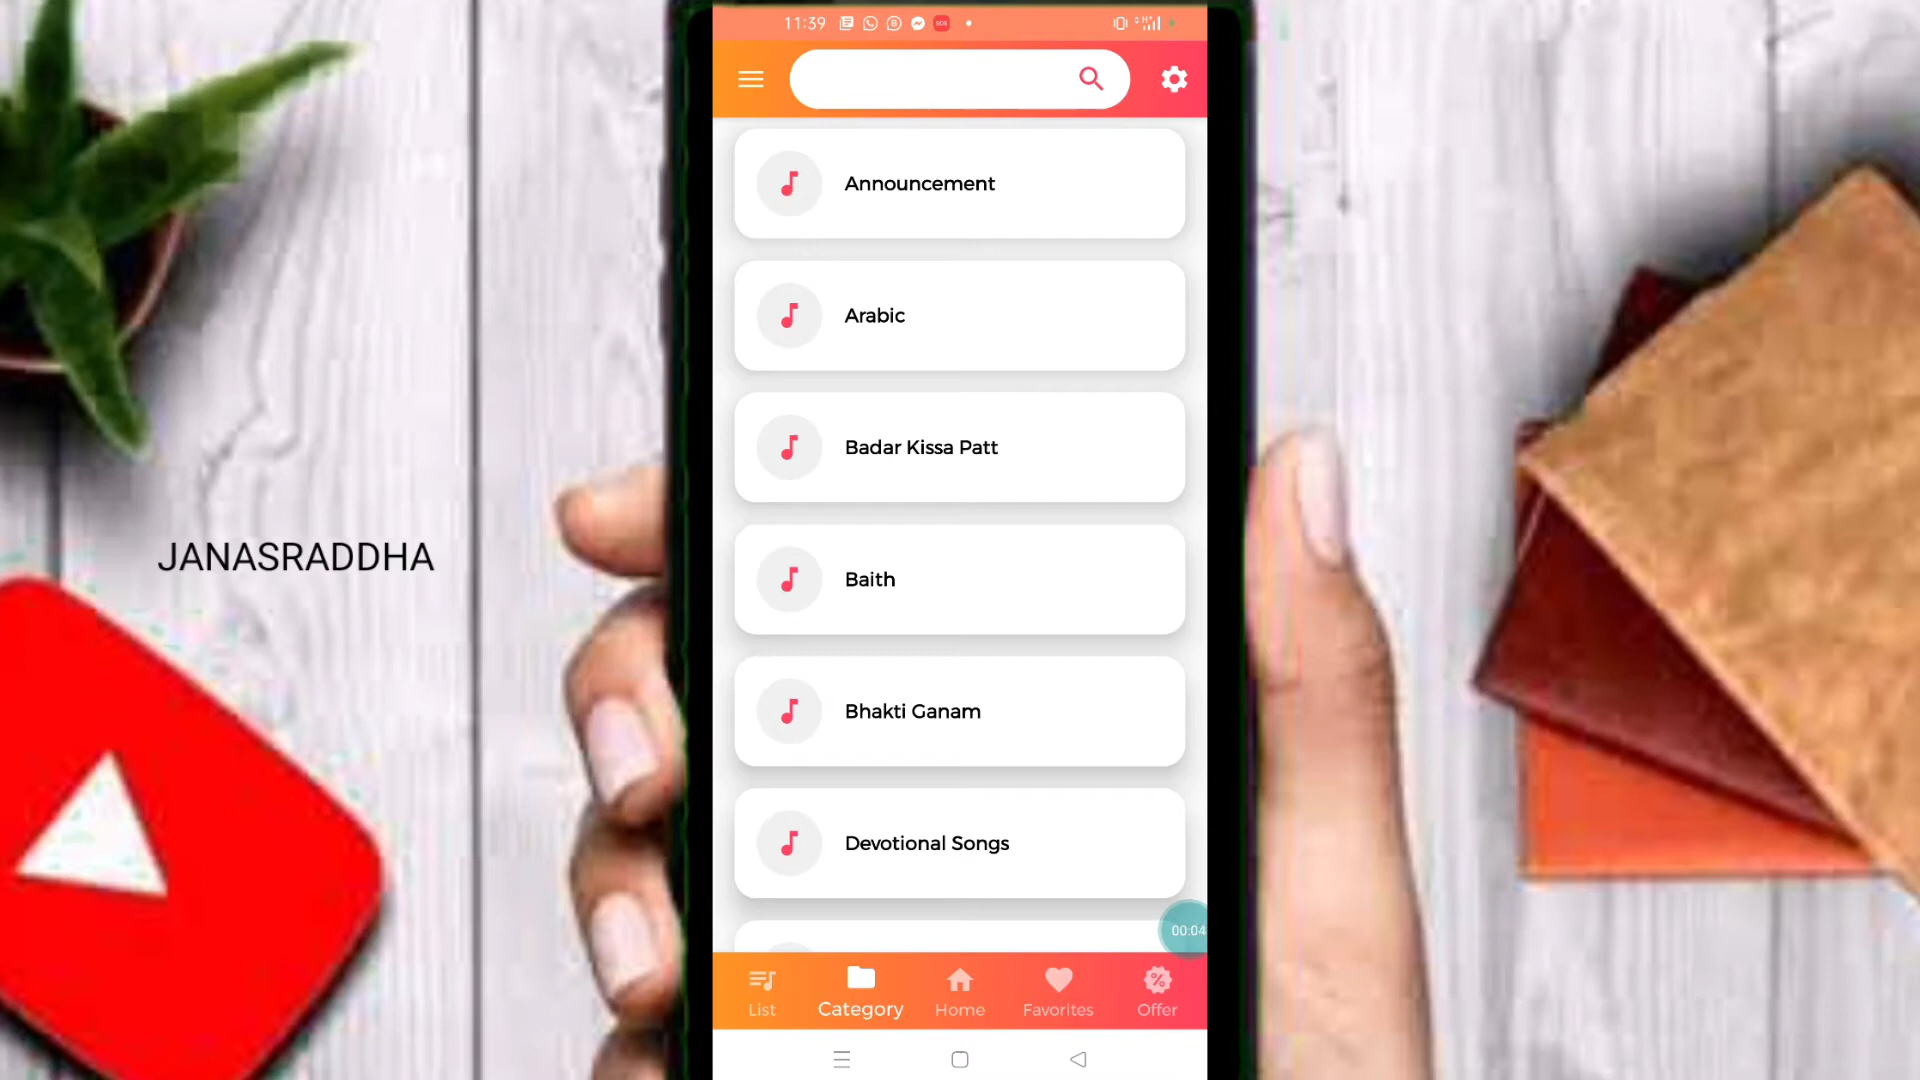 11:39
SOS
Announcement
Arabic
Badar Kissa Patt
Baith
JANASRADDHA
Bhakti Ganam
Devotional Songs
00:04
List
Category
Home
Favorites
Offer